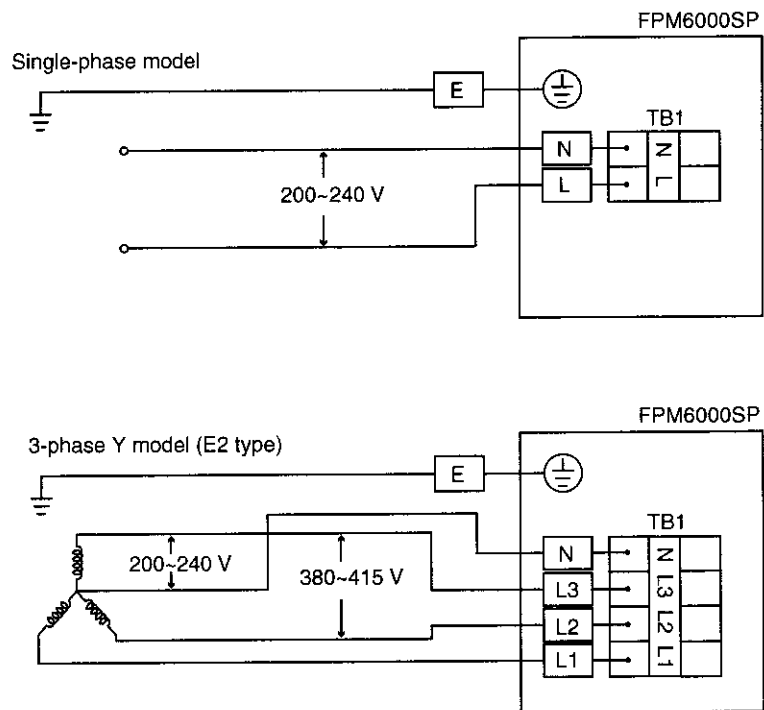 FPM6000SP
Single-phase model
E
TB1
N
N
L
L
200~240 V
FPM6000SP
3-phase Y model (E2 type)
E
TB1
N
N
200~240 V
380~415 V
L3
L3
L2
L2
L1
L1